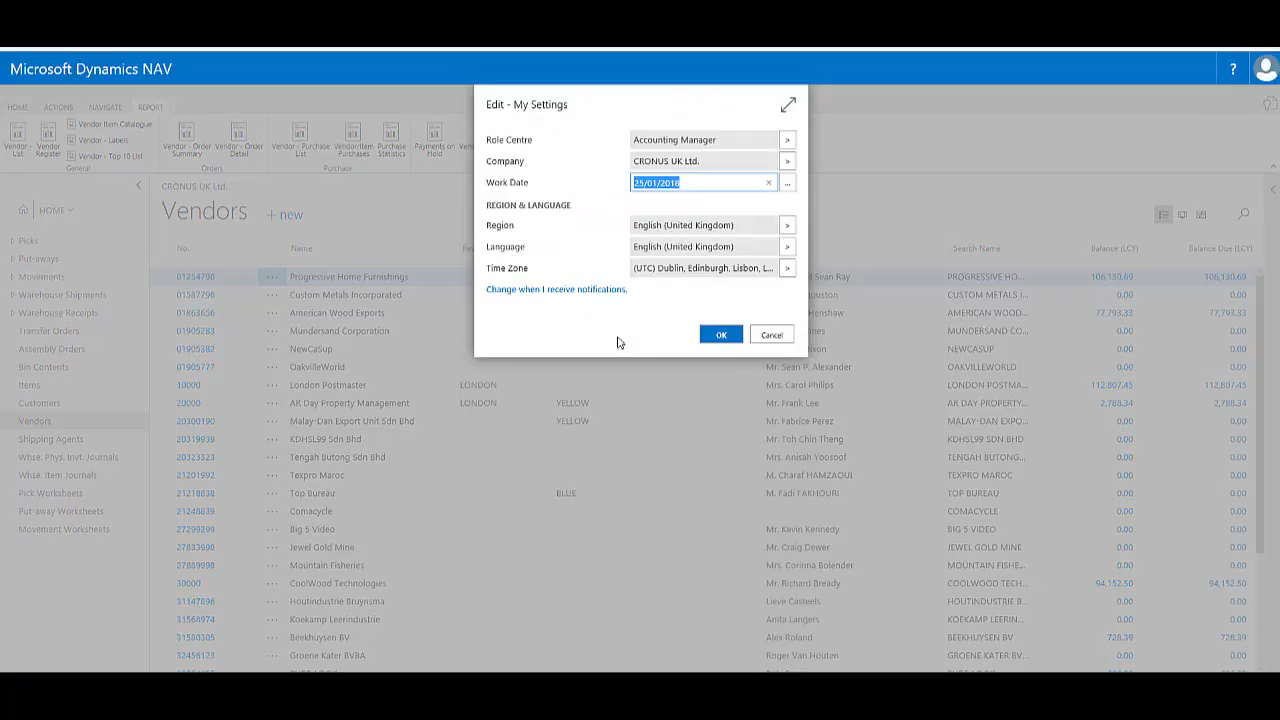 Microsoft Dynamics NAV ?
HOME ACTIONS NAVIGATE REPORT
Vendor - List
Vendor - Register
Vendor Item Catalogue
Vendor - Labels
Vendor - Top 10 List
General
Vendor - Order Summary
Vendor - Order Detail
Orders
Vendor - Purchase List
Vendor/Item Purchases
Purchase Statistics
Purchase
Payments on Hold
Edit - My Settings
Role Centre Accounting Manager >
Company CRONUS UK Ltd. >
Work Date 25/01/2018 × ...
REGION & LANGUAGE
Region English (United Kingdom) >
Language English (United Kingdom) >
Time Zone (UTC) Dublin, Edinburgh, Lisbon, L... >
Change when I receive notifications.
OK Cancel
HOME
Picks
Put-aways
Movements
Warehouse Shipments
Warehouse Receipts
Transfer Orders
Assembly Orders
Bin Contents
Items
Customers
Vendors
Shipping Agents
Whse. Phys. Invt. Journals
Whse. Item Journals
Pick Worksheets
Put-away Worksheets
Movement Worksheets
CRONUS UK Ltd.
Vendors + new
No. Name Search Name Balance (LCY) Balance Due (LCY)
01254796 ... Progressive Home Furnishings Sean Ray PROGRESSIVE HO... 106,130.69 106,130.69
01587796 ... Custom Metals Incorporated CUSTOM METALS I... 0.00 0.00
01863656 ... American Wood Exports AMERICAN WOOD... 77,793.33 77,793.33
01905283 ... Mundersand Corporation MUNDERSAND CO... 0.00 0.00
01905382 ... NewCaSup NEWCASUP 0.00 0.00
01905777 ... OakvilleWorld Mr. Sean P. Alexander OAKVILLEWORLD 0.00 0.00
10000 ... London Postmaster LONDON Mrs. Carol Philips LONDON POSTMA... 112,807.45 112,807.45
20000 ... AR Day Property Management LONDON YELLOW Mr. Frank Lee AR DAY PROPERTY... 2,788.34 2,788.34
20300190 ... Malay-Dan Export Unit Sdn Bhd YELLOW Mr. Fabrice Perez MALAY-DAN EXPO... 0.00 0.00
20319939 ... KDHSL99 Sdn Bhd Mr. Toh Chin Theng KDHSL99 SDN BHD 0.00 0.00
20323323 ... Tengah Butong Sdn Bhd Mrs. Anisah Yoosoof TENGAH BUTONG... 0.00 0.00
21201992 ... Texpro Maroc M. Charaf HAMZAOUI TEXPRO MAROC 0.00 0.00
21218838 ... Top Bureau BLUE M. Fadi FAKHOURI TOP BUREAU 0.00 0.00
21248839 ... Comacycle COMACYCLE 0.00 0.00
27299299 ... Big 5 Video Mr. Kevin Kennedy BIG 5 VIDEO 0.00 0.00
27833998 ... Jewel Gold Mine Mr. Craig Dewer JEWEL GOLD MINE 0.00 0.00
27889998 ... Mountain Fisheries Mrs. Corinna Bolender MOUNTAIN FISHE... 0.00 0.00
30000 ... CoolWood Technologies Mr. Richard Bready COOLWOOD TECH... 94,152.50 94,152.50
31147896 ... Houtindustrie Bruynsma Lieve Casteels HOUTINDUSTRIE B... 0.00 0.00
31568974 ... Koekamp Leerindustrie Anita Langers KOEKAMP LEERIN... 0.00 0.00
31580305 ... Beekhuysen BV Alex Roland BEEKHUYSEN BV 728.39 728.39
32456123 ... Groene Kater BVBA Roger Van Houten GROENE KATER BV... 0.00 0.00